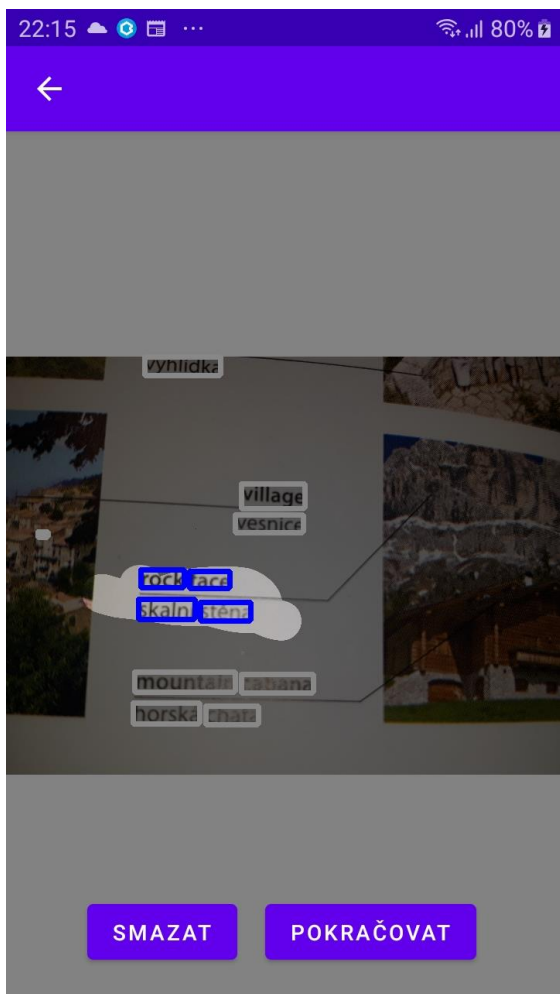 22:15 ... 80%
vyhlídka
village
vesnice
rock face
skalní stěna
mountain cabana
horská chata
SMAZAT POKRAČOVAT